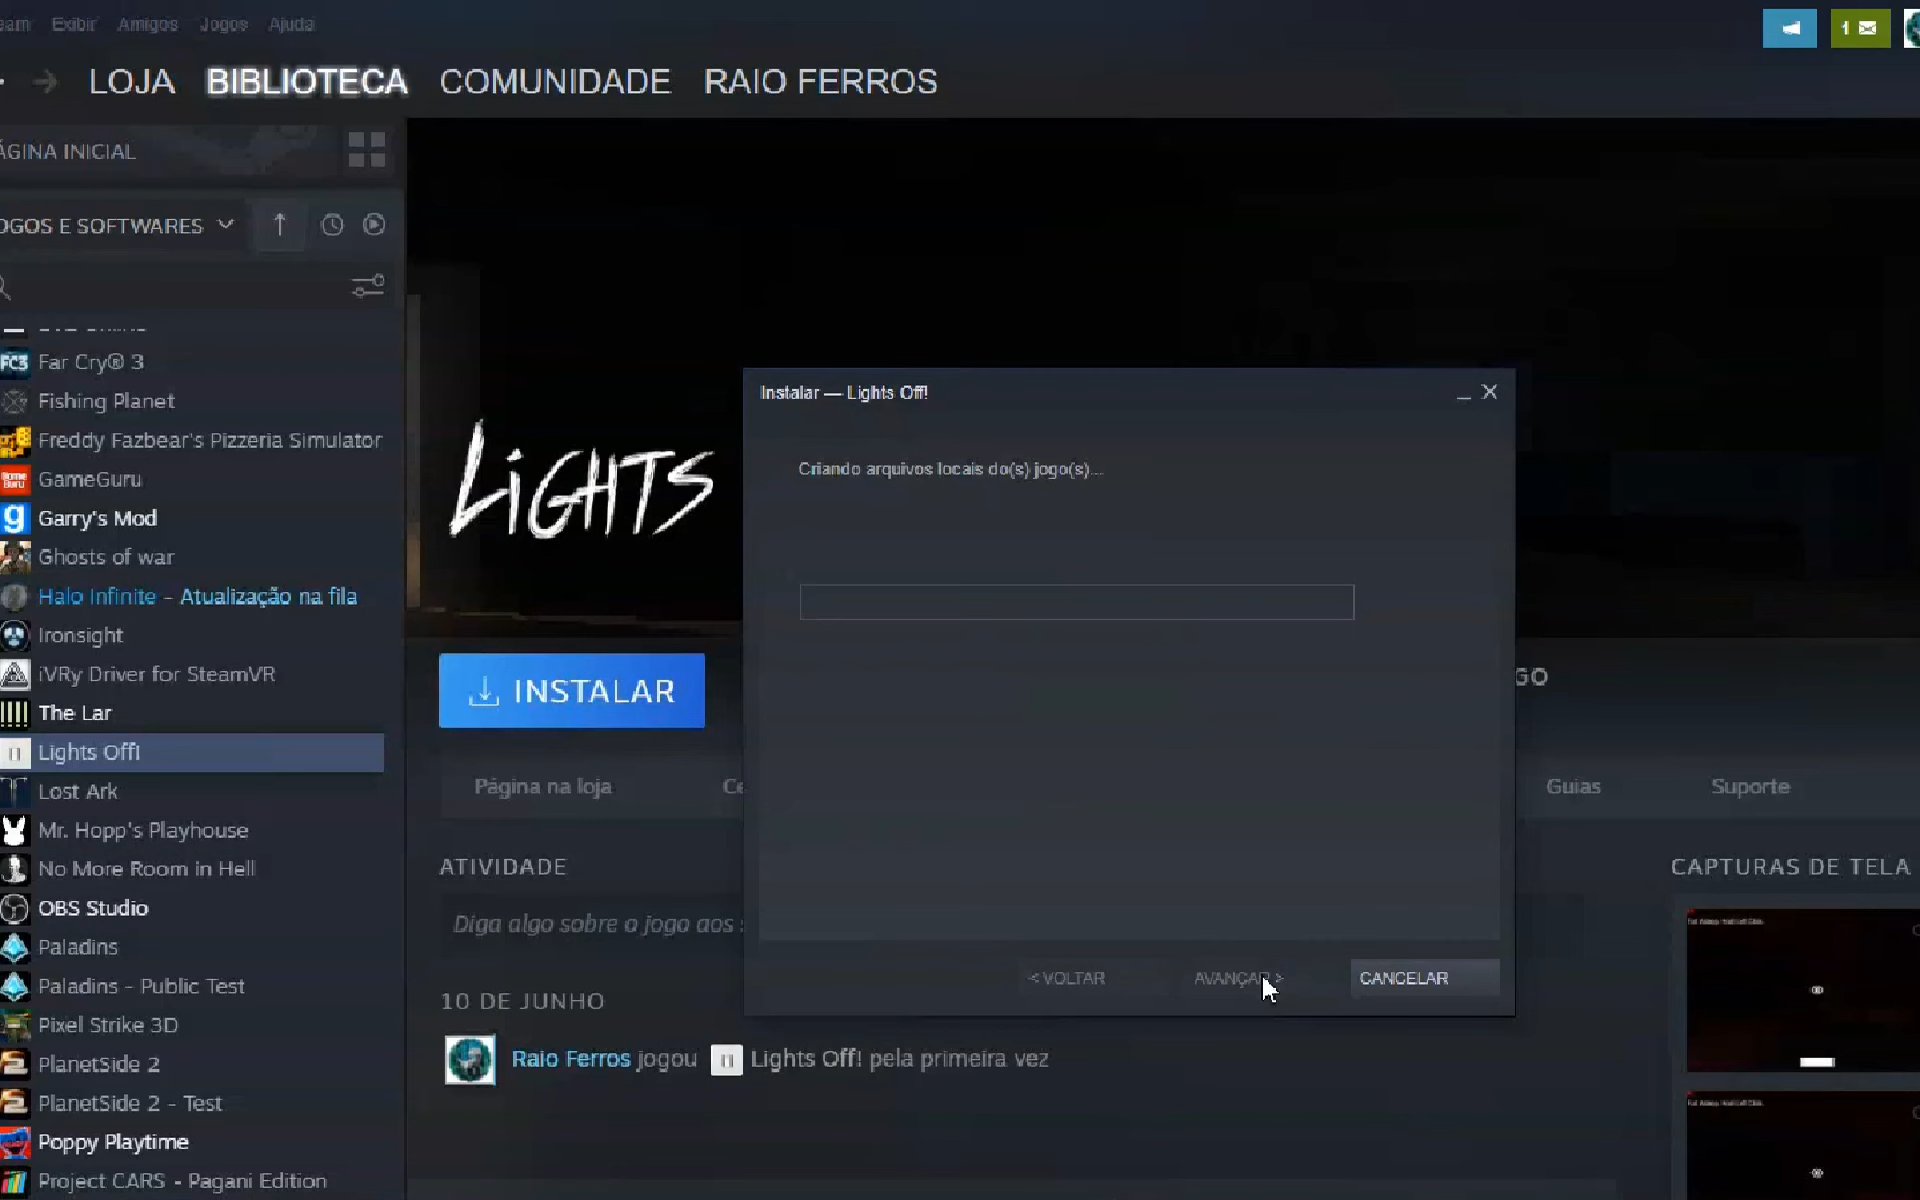 Exibir Amigos Jogos Ajuda
1
LOJA BIBLIOTECA COMUNIDADE RAIO FERROS
ÁGINA INICIAL
OGOS E SOFTWARES
FC3 Far Cry® 3
Fishing Planet
Freddy Fazbear's Pizzeria Simulator
GameGuru
Garry's Mod
Ghosts of war
Halo Infinite - Atualização na fila
Ironsight
iVRy Driver for SteamVR
The Lar
Lights Off!
Lost Ark
Mr. Hopp's Playhouse
No More Room in Hell
OBS Studio
Paladins
Paladins - Public Test
Pixel Strike 3D
PlanetSide 2
PlanetSide 2 - Test
Poppy Playtime
Project CARS - Pagani Edition
LiGHTS
INSTALAR
GO
Página na loja
Ce
Guias
Suporte
ATIVIDADE
Diga algo sobre o jogo aos
10 DE JUNHO
Raio Ferros jogou Lights Off! pela primeira vez
CAPTURAS DE TELA
Instalar — Lights Off!
Criando arquivos locais do(s) jogo(s)...
< VOLTAR
AVANÇAR >
CANCELAR